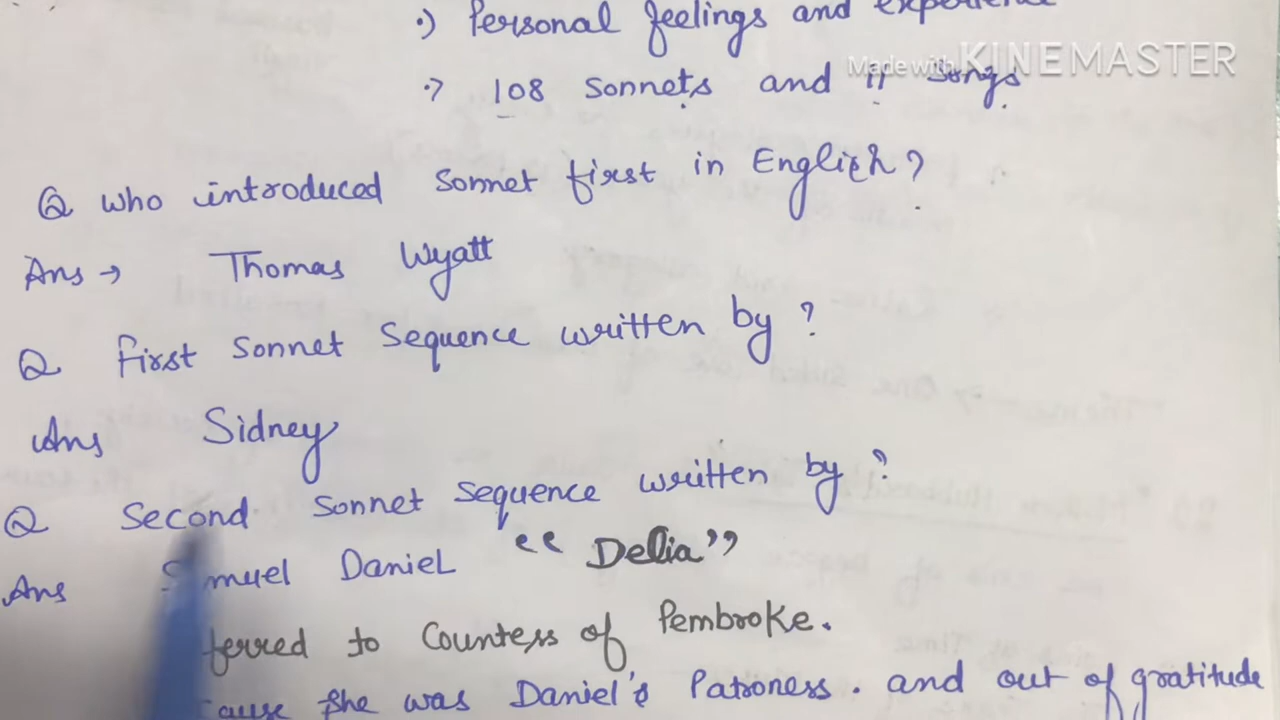 ·) Personal feelings and
Made with KINEMASTER
·) 108 Sonnets and 11 Songs
Q Who introduced Sonnet first in English?
Ans → Thomas Wyatt
Q First Sonnet Sequence written by ?
Ans Sidney
Q Second Sonnet Sequence written by ?
Ans muel Daniel "Delia"
ferred to Countess of Pembroke.
ause she was Daniel's Patroness. and out of gratitude